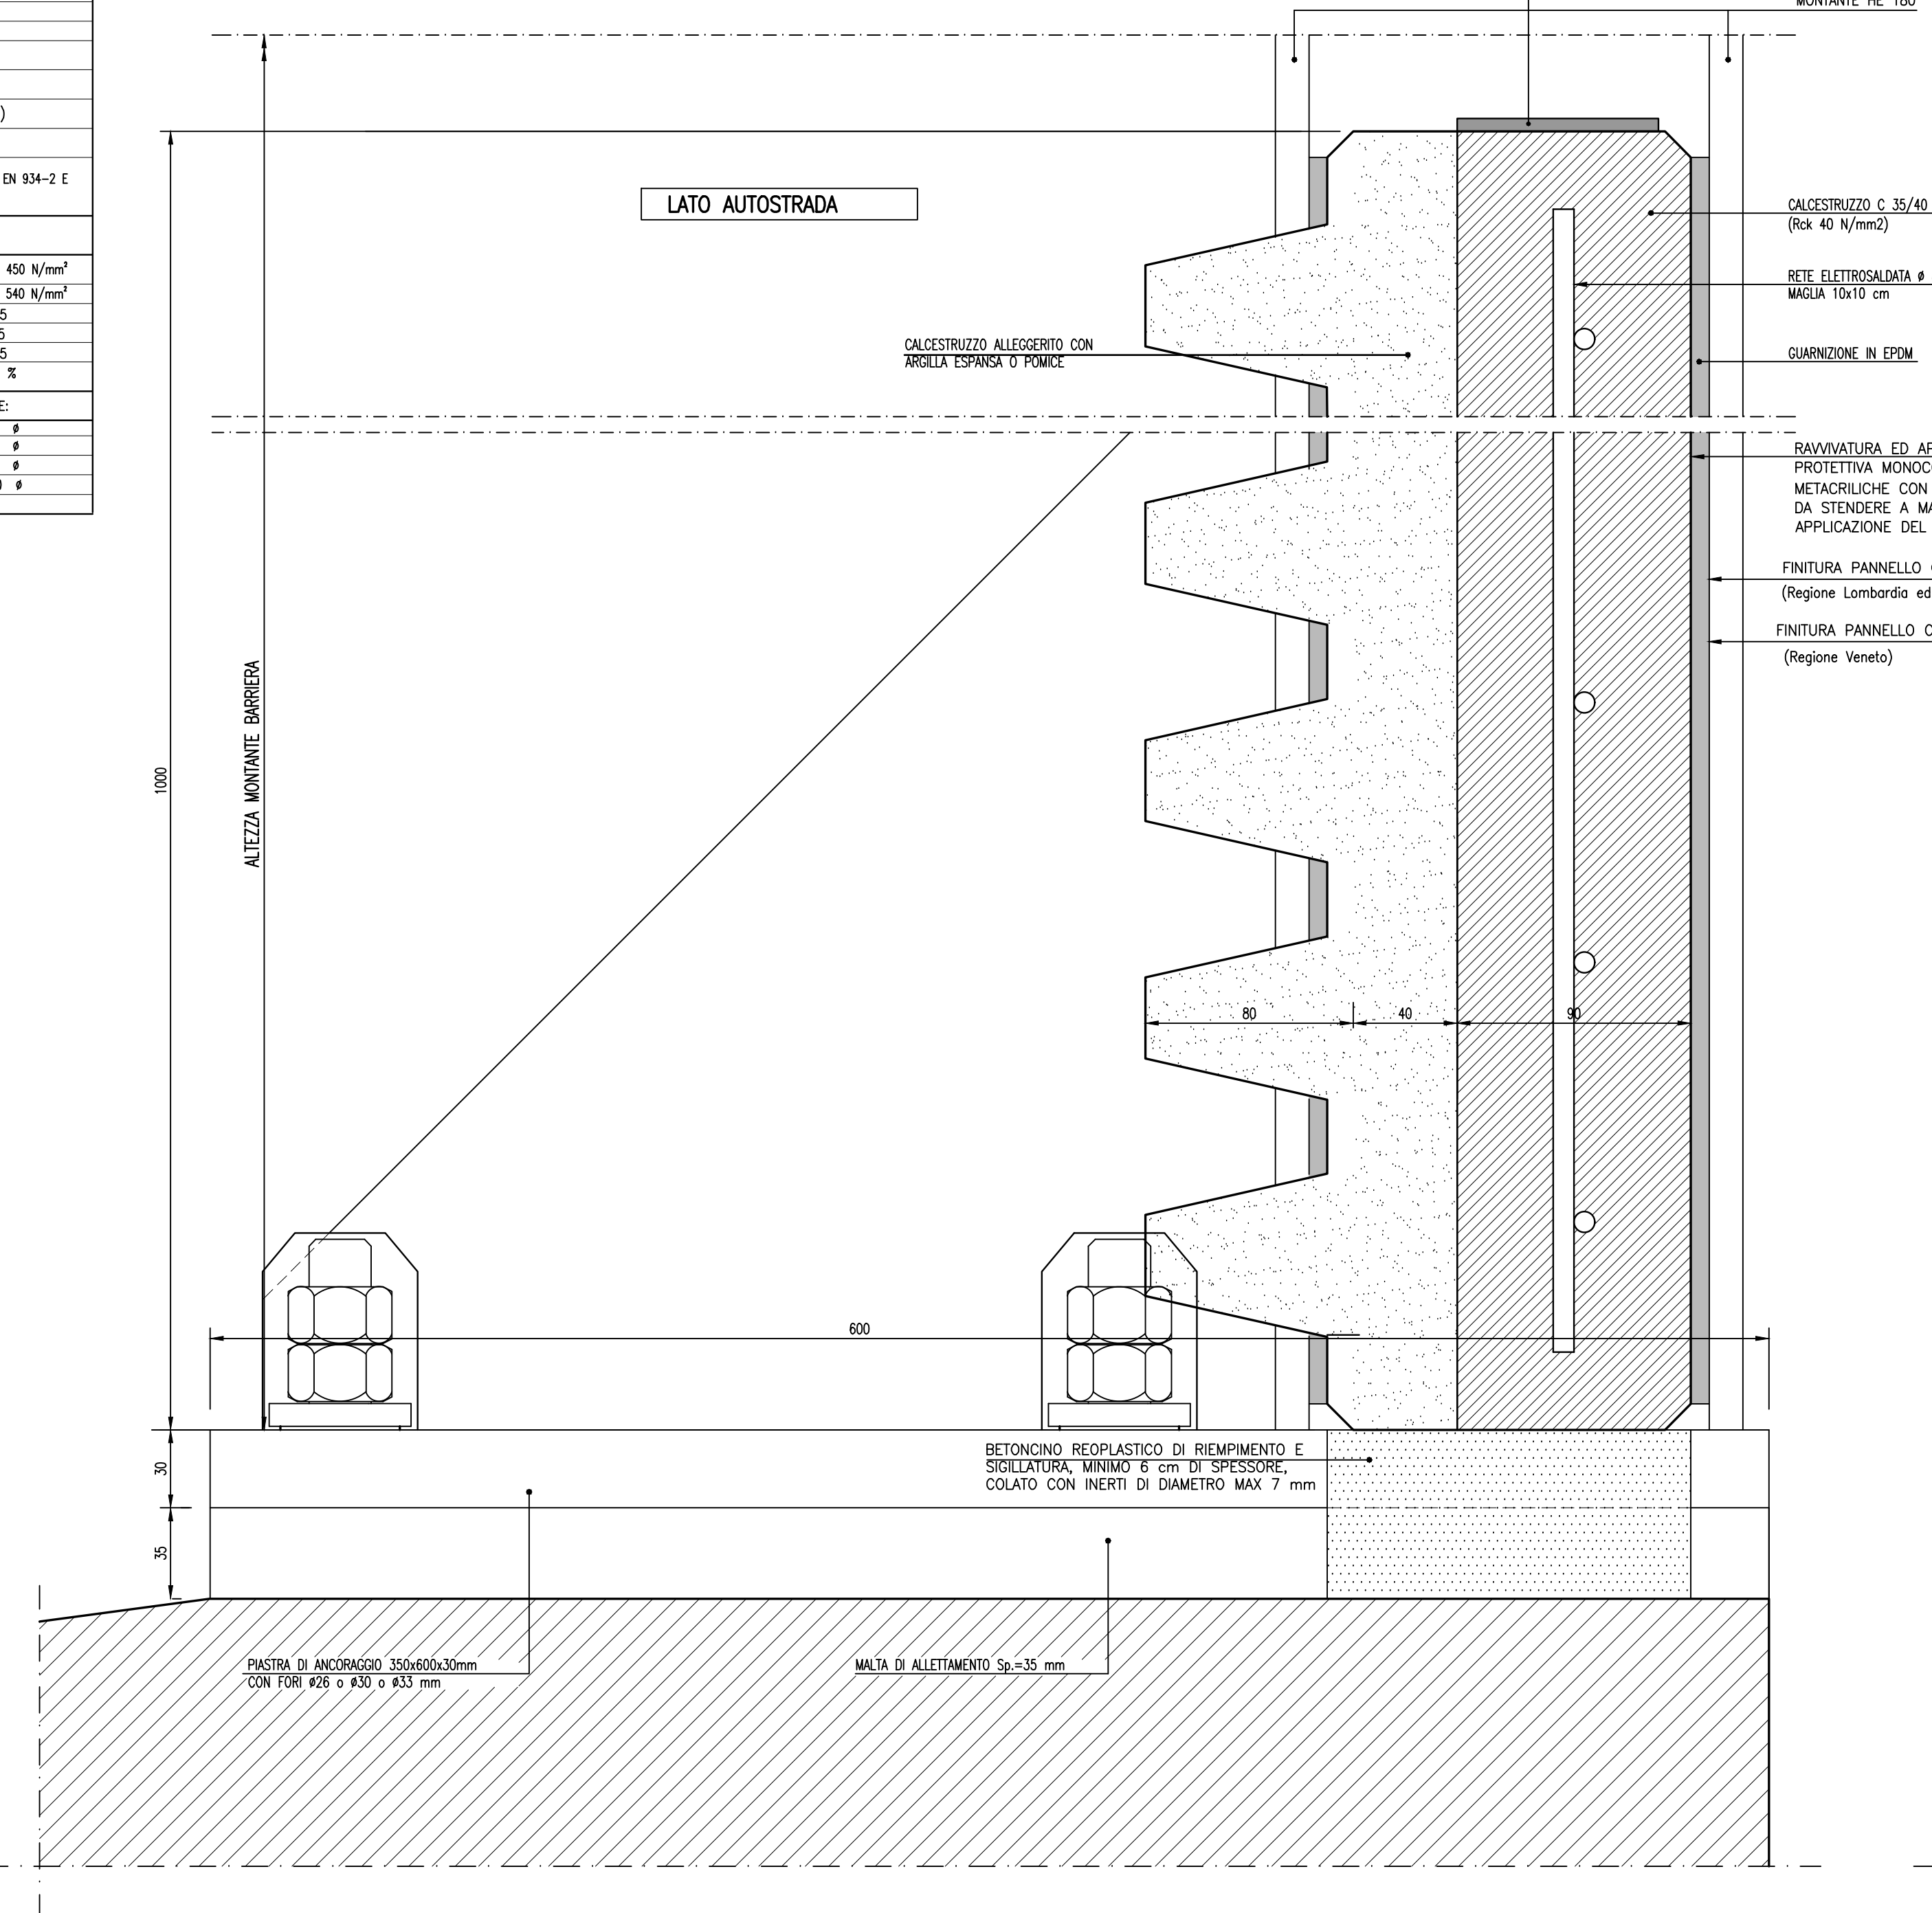 MONTANTE HE 180
)
EN 934-2 E
450 N/mm²
540 N/mm²
5
5
5
%
E:
ø
ø
ø
) ø
LATO AUTOSTRADA
CALCESTRUZZO C 35/40
(Rck 40 N/mm2)
RETE ELETTROSALDATA ø
MAGLIA 10x10 cm
CALCESTRUZZO ALLEGGERITO CON
ARGILLA ESPANSA O POMICE
GUARNIZIONE IN EPDM
RAVVIVATURA ED
PROTETTIVA
METACRILICHE CON
DA STENDERE A
APPLICAZIONE DEL
FINITURA PANNELLO
(Regione Lombardia ed
FINITURA PANNELLO
(Regione Veneto)
ALTEZZA MONTANTE BARRIERA
1000
80
40
90
600
30
35
BETONCINO REOPLASTICO DI RIEMPIMENTO E
SIGILLATURA, MINIMO 6 cm DI SPESSORE,
COLATO CON INERTI DI DIAMETRO MAX 7 mm
PIASTRA DI ANCORAGGIO 350x600x30mm
CON FORI ø26 o ø30 o ø33 mm
MALTA DI ALLETTAMENTO Sp.=35 mm